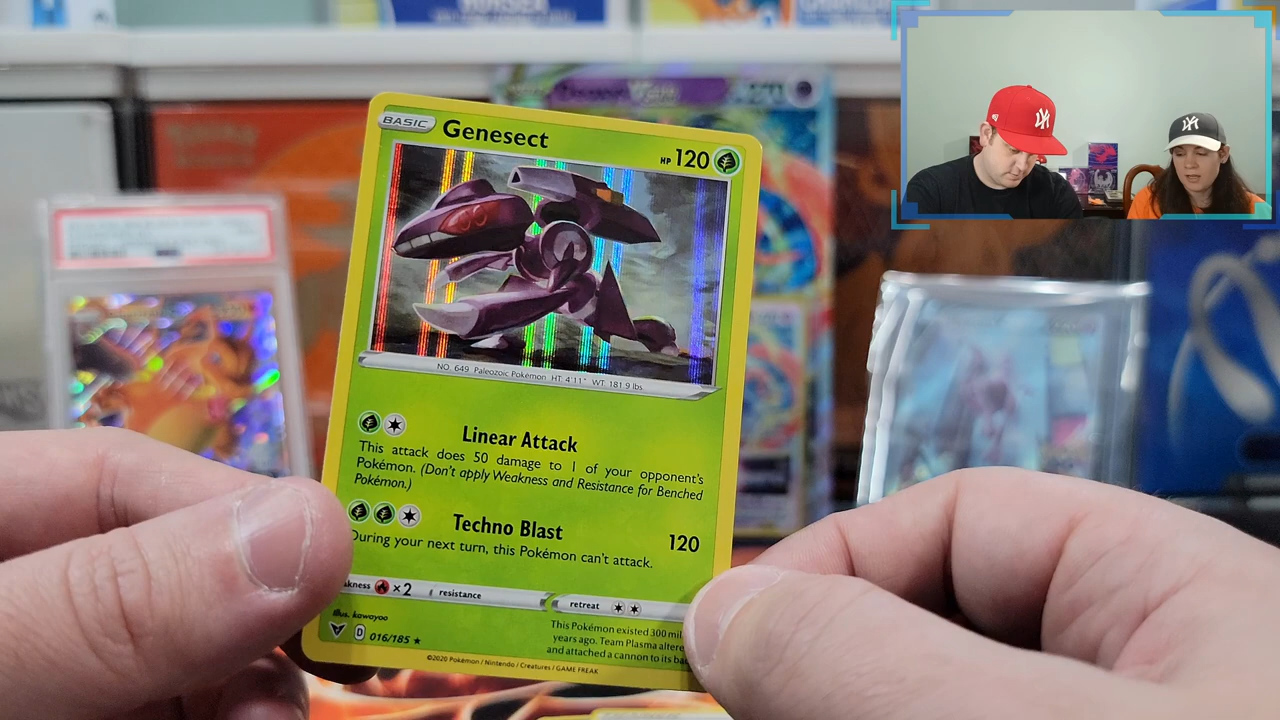 BASIC Genesect HP 120
NO. 649 Paleozoic Pokémon HT: 4'11" WT: 181.9 lbs.
Linear Attack
This attack does 50 damage to 1 of your opponent's
Pokémon. (Don't apply Weakness and Resistance for Benched
Pokémon.)
Techno Blast 120
During your next turn, this Pokémon can't attack.
akness ×2 resistance retreat
Illus. kawayoo
D 016/185 ★
This Pokémon existed 300 mil
years ago. Team Plasma altere
and attached a cannon to its ba
©2020 Pokémon / Nintendo / Creatures / GAME FREAK
NY
NY